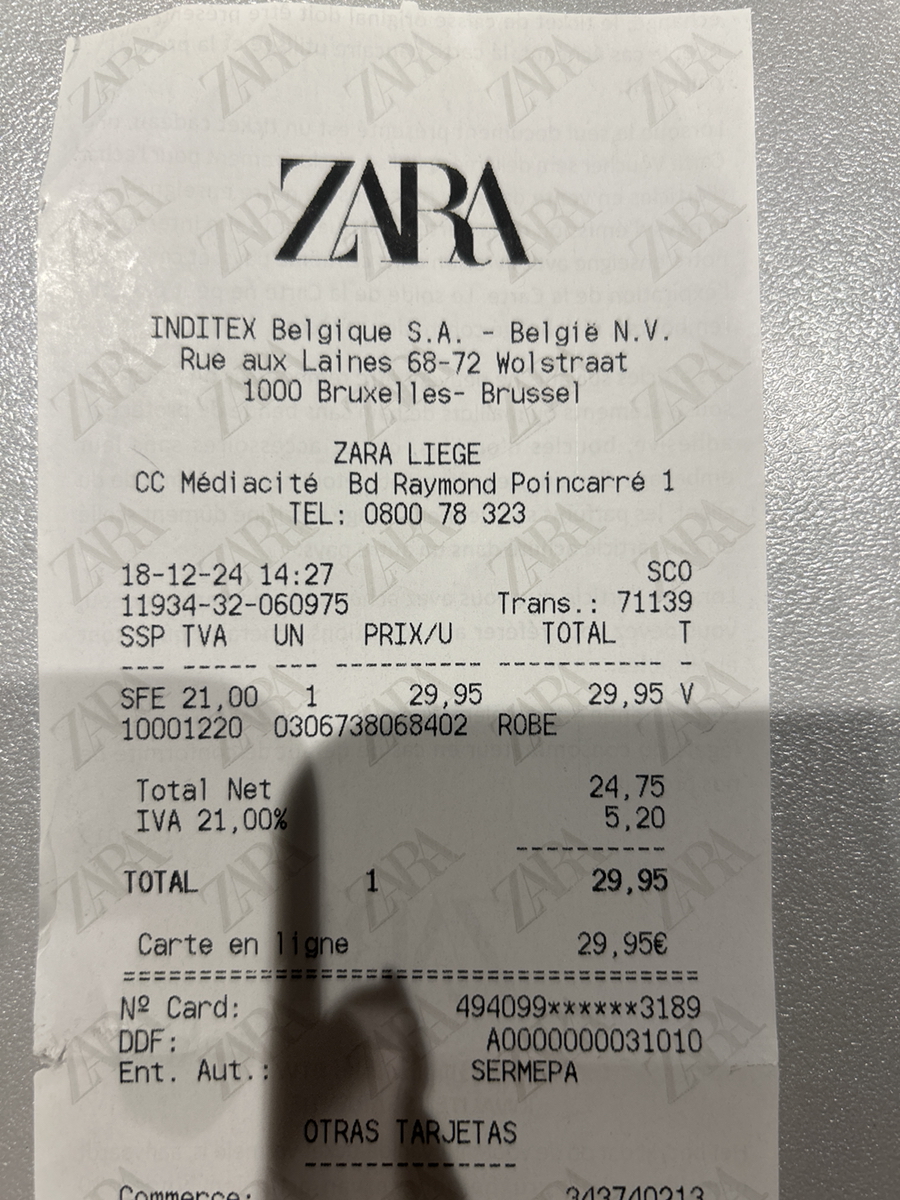 ZARA
INDITEX Belgique S.A. - België N.V.
Rue aux Laines 68-72 Wolstraat
1000 Bruxelles- Brussel
ZARA LIEGE
CC Médiacité Bd Raymond Poincarré 1
TEL: 0800 78 323
18-12-24 14:27 SCO
11934-32-060975 Trans.: 71139
SSP TVA UN PRIX/U TOTAL T
--- --- -- ---------- ----------- -
SFE 21,00 1 29,95 29,95 V
10001220 0306738068402 ROBE
Total Net 24,75
IVA 21,00% 5,20
----------
TOTAL 1 29,95
Carte en ligne 29,95€
======================================
Nº Card: 494099******3189
DDF: A0000000031010
Ent. Aut.: SERMEPA
OTRAS TARJETAS
--------------
Commerce: 343740213